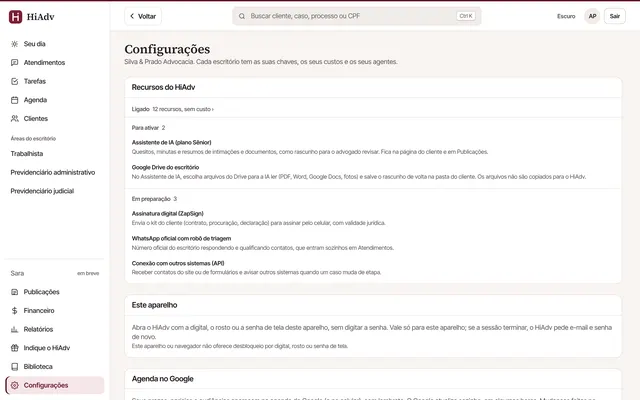 HiAdv
Voltar
Buscar cliente, caso, processo ou CPF
Ctrl K
Escuro
AP
Sair
Seu dia
Atendimentos
Tarefas
Agenda
Clientes
Áreas do escritório
Trabalhista
Previdenciário administrativo
Previdenciário judicial
Sara
em breve
Publicações
Financeiro
Relatórios
Indique o HiAdv
Biblioteca
Configurações
Configurações
Silva & Prado Advocacia. Cada escritório tem as suas chaves, os seus custos e os seus agentes.
Recursos do HiAdv
Ligado 12 recursos, sem custo ›
Para ativar 2
Assistente de IA (plano Sênior)
Quesitos, minutas e resumos de intimações e documentos, como rascunho para o advogado revisar. Fica na página do cliente e em Publicações.
Google Drive do escritório
No Assistente de IA, escolha arquivos do Drive para a IA ler (PDF, Word, Google Docs, fotos) e salve o rascunho de volta na pasta do cliente. Os arquivos não são copiados para o HiAdv.
Em preparação 3
Assinatura digital (ZapSign)
Envia o kit do cliente (contrato, procuração, declaração) para assinar pelo celular, com validade jurídica.
WhatsApp oficial com robô de triagem
Número oficial do escritório respondendo e qualificando contatos, que entram sozinhos em Atendimentos.
Conexão com outros sistemas (API)
Receber contatos do site ou de formulários e avisar outros sistemas quando um caso muda de etapa.
Este aparelho
Abra o HiAdv com a digital, o rosto ou a senha de tela deste aparelho, sem digitar a senha. Vale só para este aparelho; se a sessão terminar, o HiAdv pede e-mail e senha
de novo.
Este aparelho ou navegador não oferece desbloqueio por digital, rosto ou senha de tela.
Agenda no Google